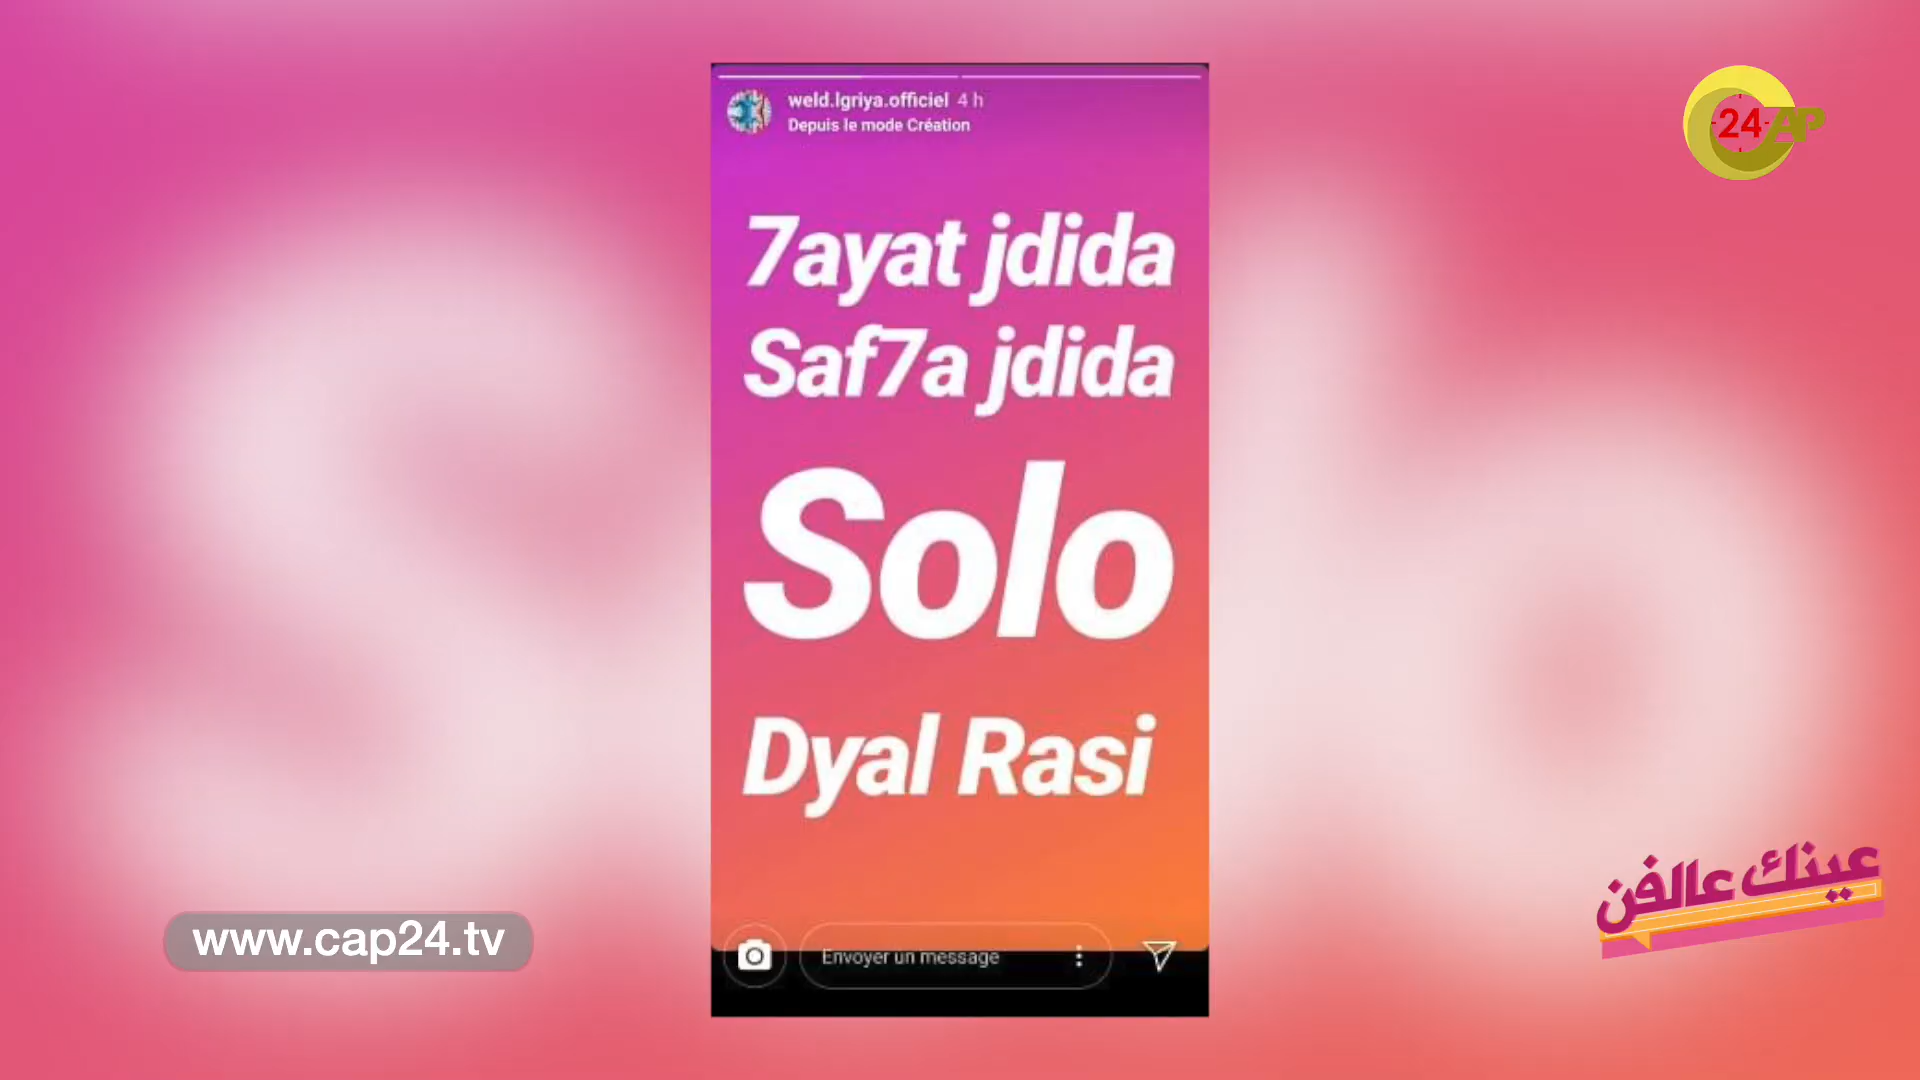 weld.lgriya.officiel 4 h
Depuis le mode Création
24 AP
7ayat jdida
Saf7a jdida
Solo
Dyal Rasi
عينك عالفن
www.cap24.tv
Envoyer un message